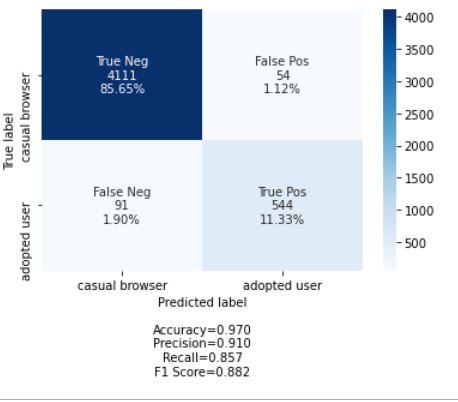 True Neg
4111
85.65%
False Pos
54
1.12%
False Neg
91
1.90%
True Pos
544
11.33%
True label
casual browser
adopted user
casual browser
adopted user
Predicted label
4000
3500
3000
2500
2000
1500
1000
500
Accuracy=0.970
Precision=0.910
Recall=0.857
F1 Score=0.882